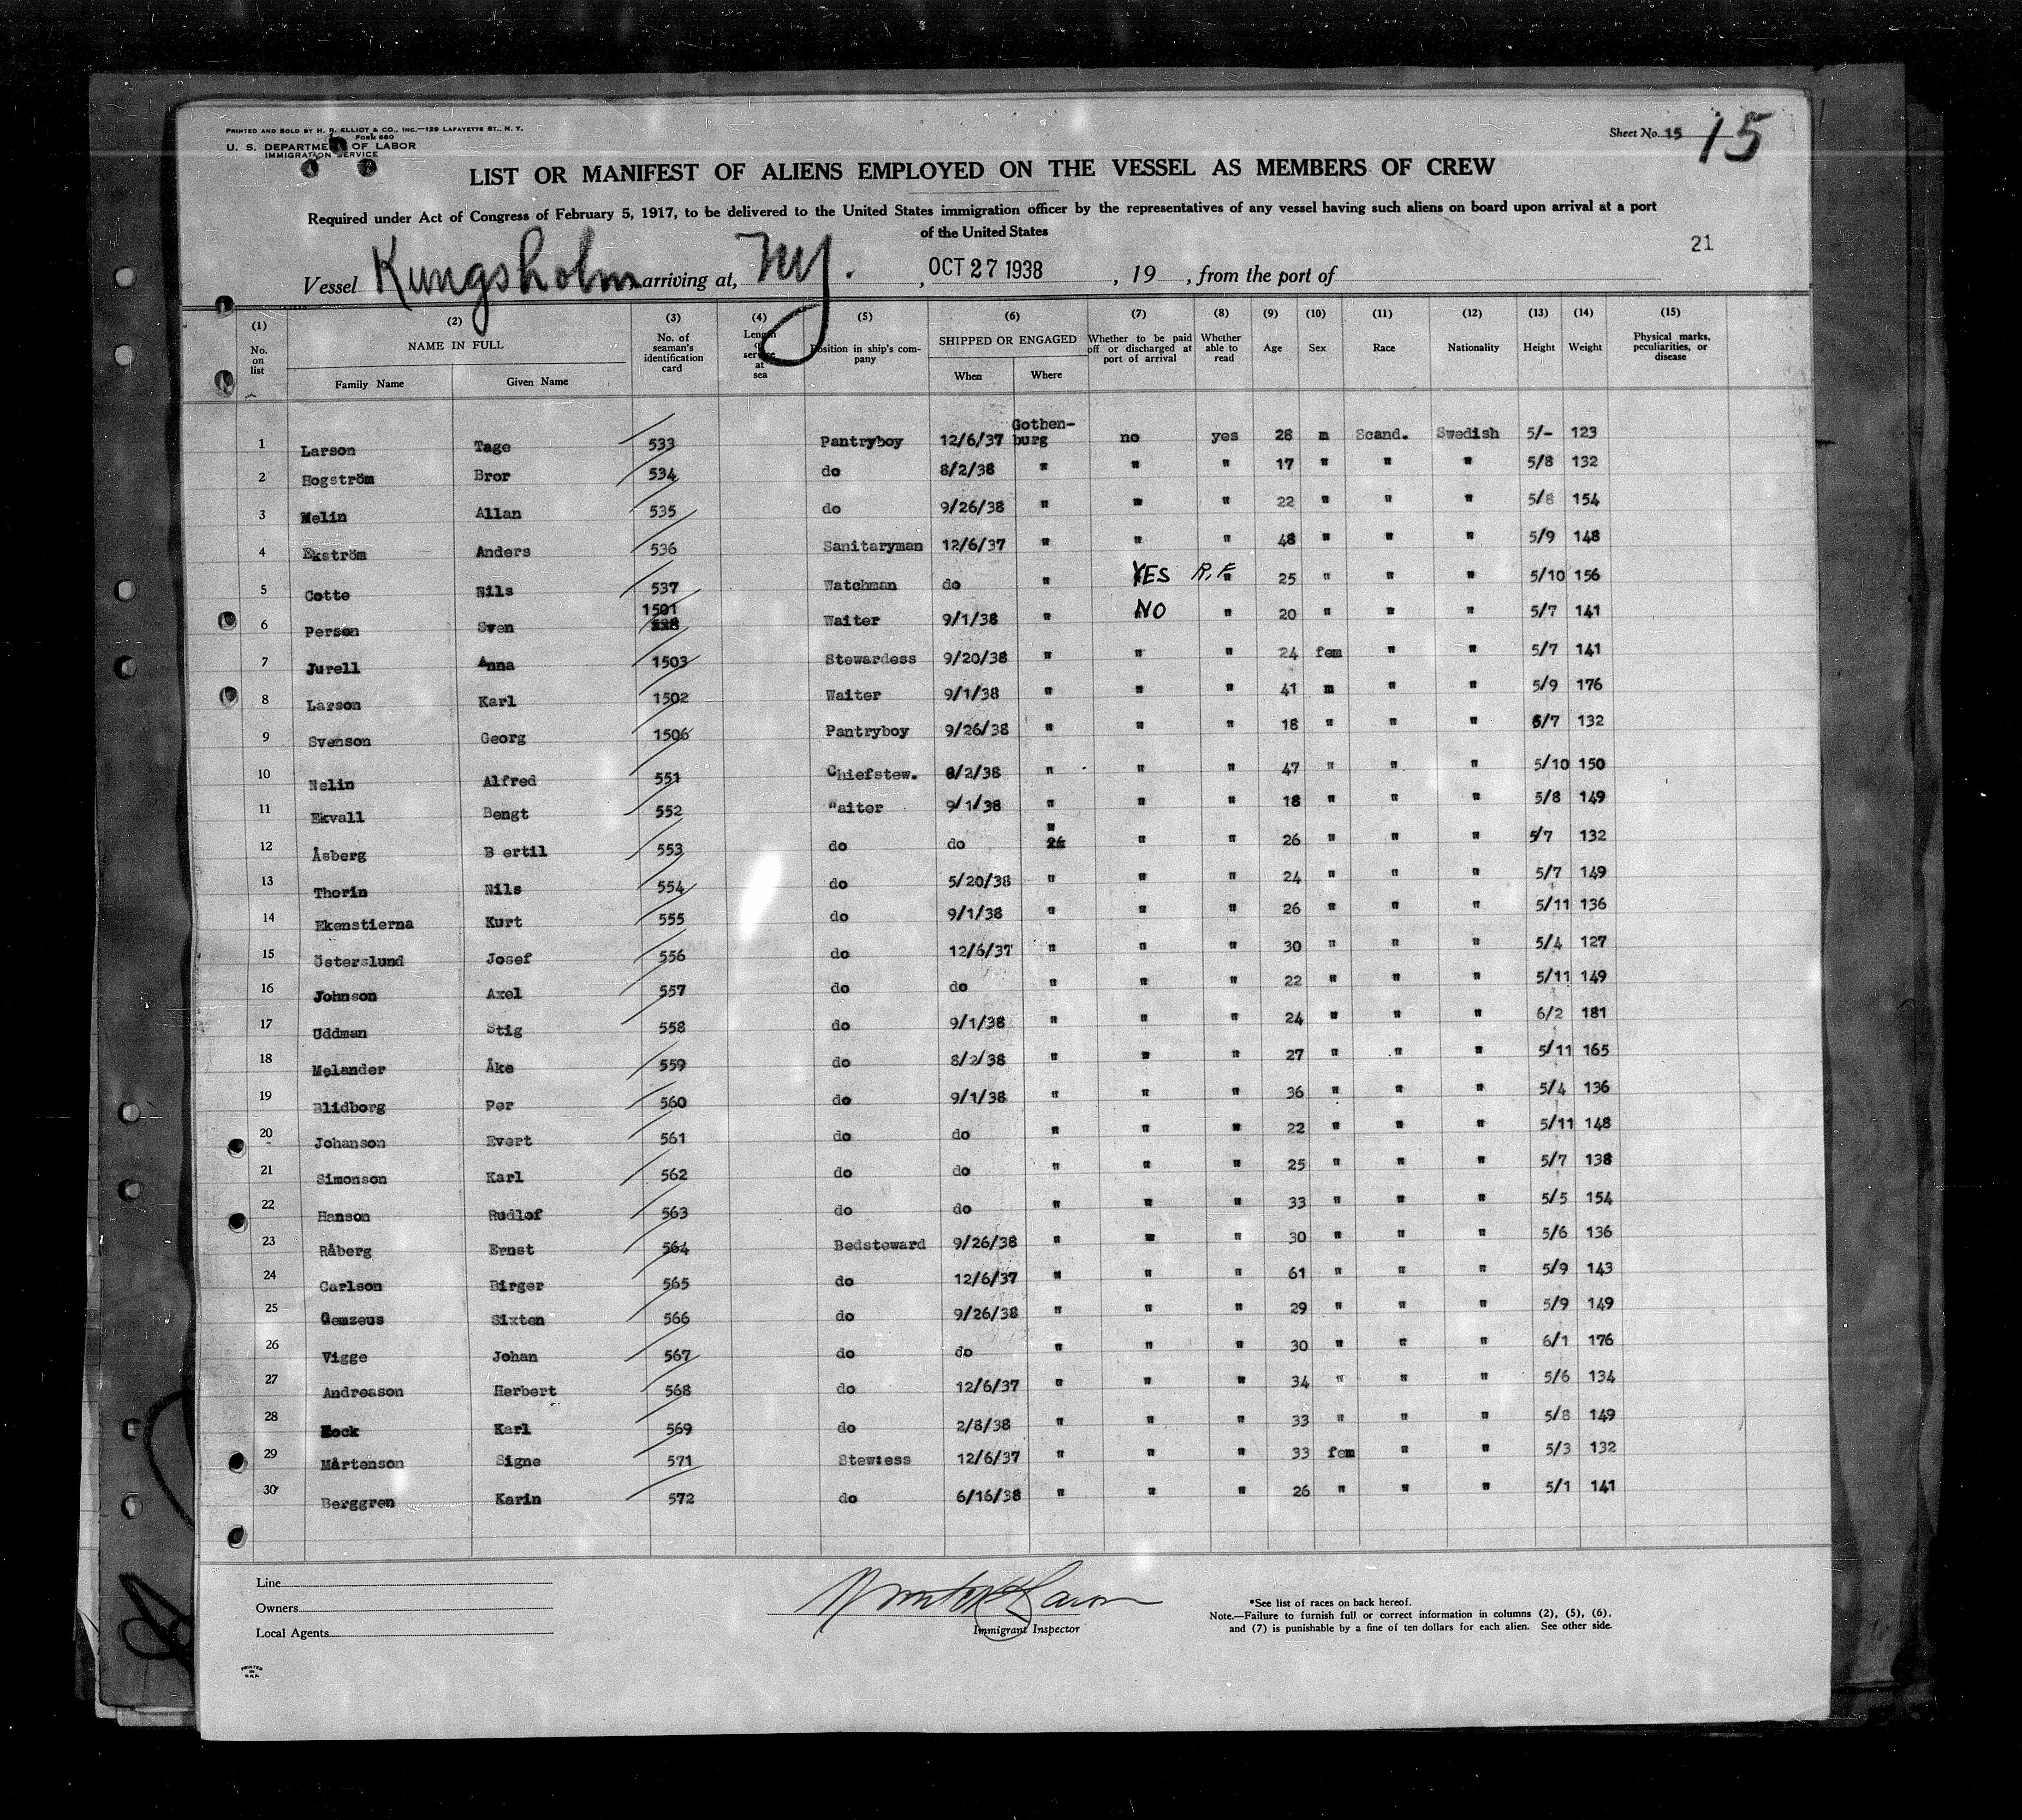 PRINTED AND SOLD BY H. R. ELLIOT & CO., INC.—129 LAFAYETTE ST., N. Y.
FORM 680
U. S. DEPARTMENT OF LABOR
IMMIGRATION SERVICE
Sheet No. 15 15
LIST OR MANIFEST OF ALIENS EMPLOYED ON THE VESSEL AS MEMBERS OF CREW
Required under Act of Congress of February 5, 1917, to be delivered to the United States immigration officer by the representatives of any vessel having such aliens on board upon arrival at a port
of the United States
21
Vessel Kungsholm arriving at, NY. , OCT 27 1938 , 19 , from the port of
(1) (2) (3) (4) (5) (6) (7) (8) (9) (10) (11) (12) (13) (14) (15)
No. on list NAME IN FULL Family Name Given Name No. of seaman's identification card Length of service at sea Position in ship's company SHIPPED OR ENGAGED When Where Whether to be paid off or discharged at port of arrival Whether able to read Age Sex Race Nationality Height Weight Physical marks, peculiarities, or disease
1 Larson Tage 533 Pantryboy 12/6/37 Gothen-burg no yes 28 m Scand. Swedish 5/- 123
2 Hogström Bror 534 do 8/2/38 " " " 17 " " " 5/8 132
3 Melin Allan 535 do 9/26/38 " " " 22 " " " 5/8 154
4 Ekström Anders 536 Sanitaryman 12/6/37 " " " 48 " " " 5/9 148
5 Cotte Nils 537 Watchman do " YES R.F. " 25 " " " 5/10 156
6 Person Sven 1501 Waiter 9/1/38 " NO " 20 " " " 5/7 141
7 Jurell Anna 1503 Stewardess 9/20/38 " " " 24 fem " " 5/7 141
8 Larson Karl 1502 Waiter 9/1/38 " " " 41 m " " 5/9 176
9 Svenson Georg 1506 Pantryboy 9/26/38 " " " 18 " " " 5/7 132
10 Nelin Alfred 551 Chiefstew. 8/2/38 " " " 47 " " " 5/10 150
11 Ekvall Bengt 552 "aiter 9/1/38 " " " 18 " " " 5/8 149
12 Åsberg B ertil 553 do do " " " 26 " " " 5/7 132
13 Thorin Nils 554 do 5/20/38 " " " 24 " " " 5/7 149
14 Ekenstierna Kurt 555 do 9/1/38 " " " 26 " " " 5/11 136
15 Österslund Josef 556 do 12/6/37 " " " 30 " " " 5/4 127
16 Johnson Axel 557 do do " " " 22 " " " 5/11 149
17 Uddman Stig 558 do 9/1/38 " " " 24 " " " 6/2 181
18 Melander Åke 559 do 8/2/38 " " " 27 " " " 5/11 165
19 Blidborg Per 560 do 9/1/38 " " " 36 " " " 5/4 136
20 Johanson Evert 561 do do " " " 22 " " " 5/11 148
21 Simonson Karl 562 do do " " " 25 " " " 5/7 138
22 Hanson Rudlof 563 do do " " " 33 " " " 5/5 154
23 Råberg Ernst 564 Bedsteward 9/26/38 " " " 30 " " " 5/6 136
24 Carlson Birger 565 do 12/6/37 " " " 61 " " " 5/9 143
25 Gemzeus Sixten 566 do 9/26/38 " " " 29 " " " 5/9 149
26 Vigge Johan 567 do do " " " 30 " " " 6/1 176
27 Andreason Herbert 568 do 12/6/37 " " " 34 " " " 5/6 134
28 Karl 569 do 2/8/38 " " " 33 " " " 5/8 149
29 Mårtenson Signe 571 Stew:ess 12/6/37 " " " 33 fem " " 5/3 132
30 Berggren Karin 572 do 6/16/38 " " " 26 " " " 5/1 141
Line
Owners
Local Agents
Immigrant Inspector
*See list of races on back hereof.
Note.—Failure to furnish full or correct information in columns (2), (5), (6),
and (7) is punishable by a fine of ten dollars for each alien. See other side.
PRINTED
IN
U.S.A.